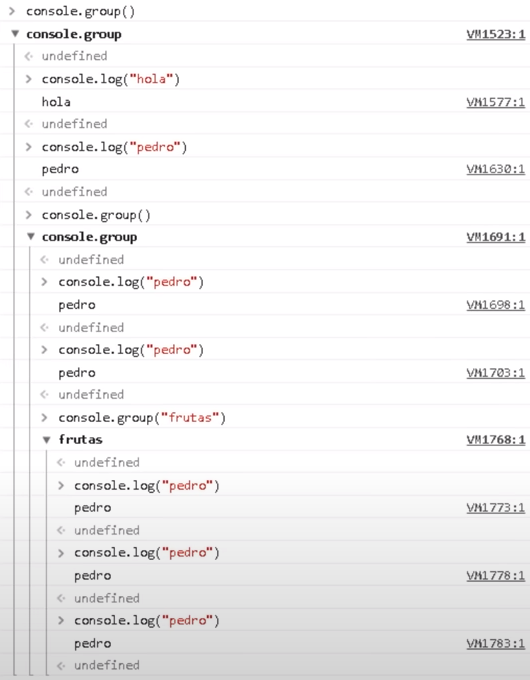 > console.group()
▼ console.group VM1523:1
<· undefined
> console.log("hola")
hola VM1577:1
<· undefined
> console.log("pedro")
pedro VM1630:1
<· undefined
> console.group()
▼ console.group VM1691:1
<· undefined
> console.log("pedro")
pedro VM1698:1
<· undefined
> console.log("pedro")
pedro VM1703:1
<· undefined
> console.group("frutas")
▼ frutas VM1768:1
<· undefined
> console.log("pedro")
pedro VM1773:1
<· undefined
> console.log("pedro")
pedro VM1778:1
<· undefined
> console.log("pedro")
pedro VM1783:1
<· undefined